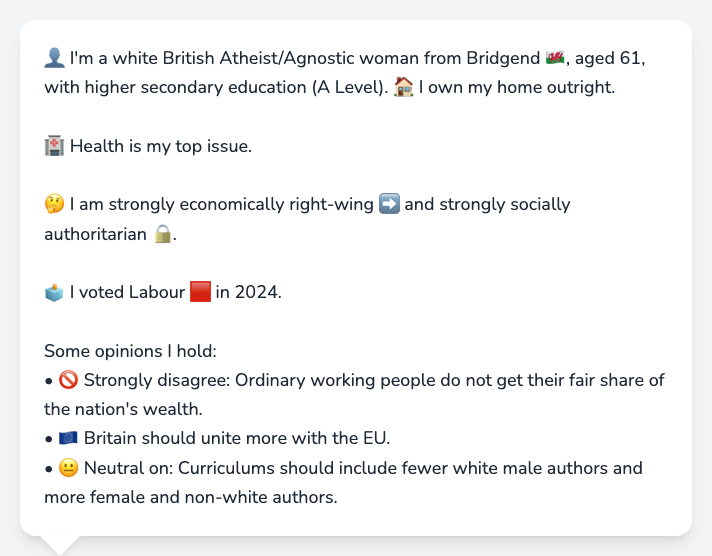 👤 I'm a white British Atheist/Agnostic woman from Bridgend 🏴󠁧󠁢󠁷󠁬󠁳󠁿, aged 61,
with higher secondary education (A Level). 🏠 I own my home outright.
🏥 Health is my top issue.
🤔 I am strongly economically right-wing ➡️ and strongly socially
authoritarian 🔒.
🗳️ I voted Labour 🟥 in 2024.
Some opinions I hold:
• 🚫 Strongly disagree: Ordinary working people do not get their fair share of
the nation's wealth.
• 🇪🇺 Britain should unite more with the EU.
• 😐 Neutral on: Curriculums should include fewer white male authors and
more female and non-white authors.